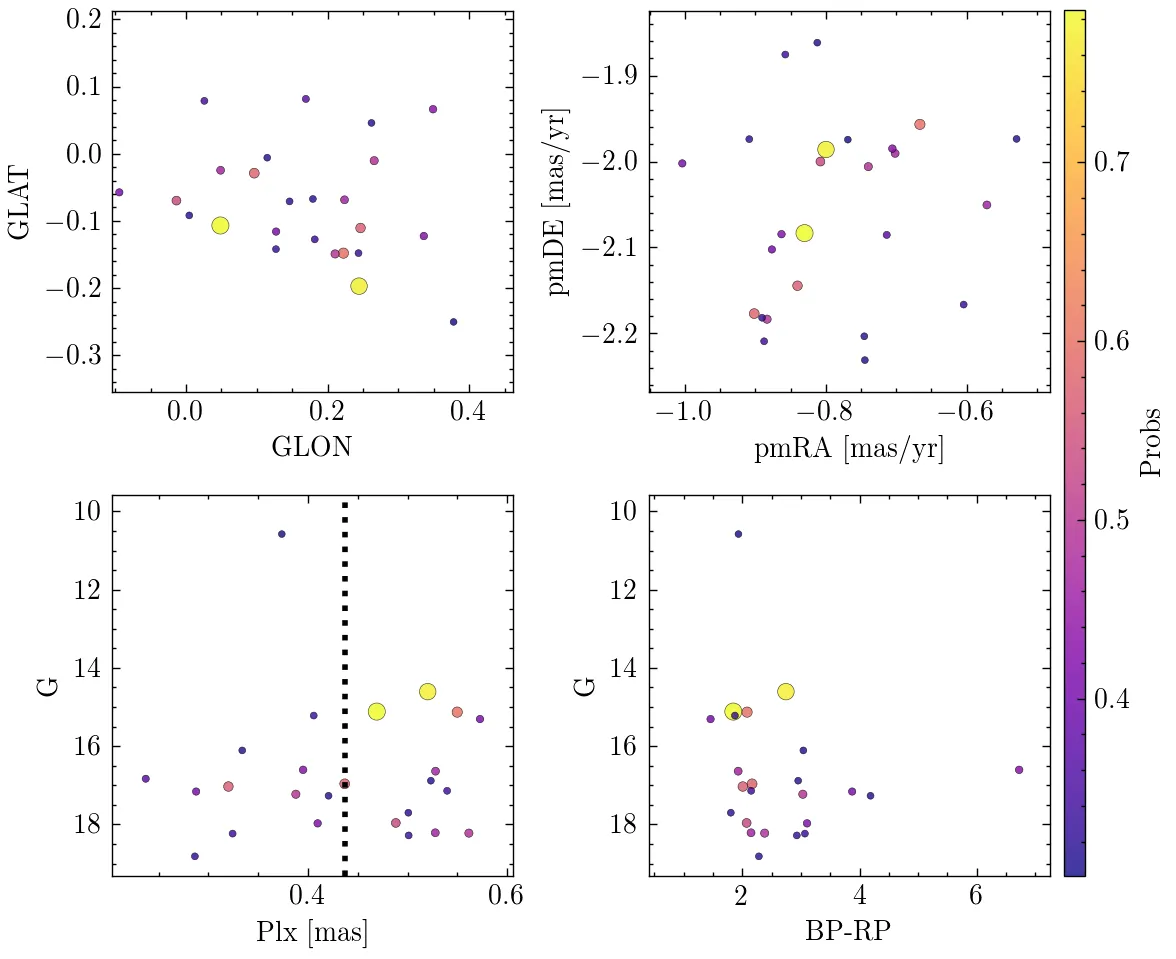 0.2
0.1
0.0
−0.1
−0.2
−0.3
GLAT
0.0 0.2 0.4
GLON
−1.9
−2.0
−2.1
−2.2
pmDE [mas/yr]
−1.0 −0.8 −0.6
pmRA [mas/yr]
10
12
14
16
18
G
0.4 0.6
Plx [mas]
10
12
14
16
18
G
2 4 6
BP-RP
0.7
0.6
0.5
0.4
Probs